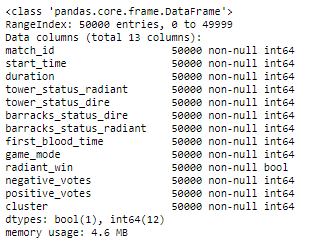 <class 'pandas.core.frame.DataFrame'>
RangeIndex: 50000 entries, 0 to 49999
Data columns (total 13 columns):
match_id                   50000 non-null int64
start_time                 50000 non-null int64
duration                   50000 non-null int64
tower_status_radiant       50000 non-null int64
tower_status_dire          50000 non-null int64
barracks_status_dire       50000 non-null int64
barracks_status_radiant    50000 non-null int64
first_blood_time           50000 non-null int64
game_mode                  50000 non-null int64
radiant_win                50000 non-null bool
negative_votes             50000 non-null int64
positive_votes             50000 non-null int64
cluster                    50000 non-null int64
dtypes: bool(1), int64(12)
memory usage: 4.6 MB